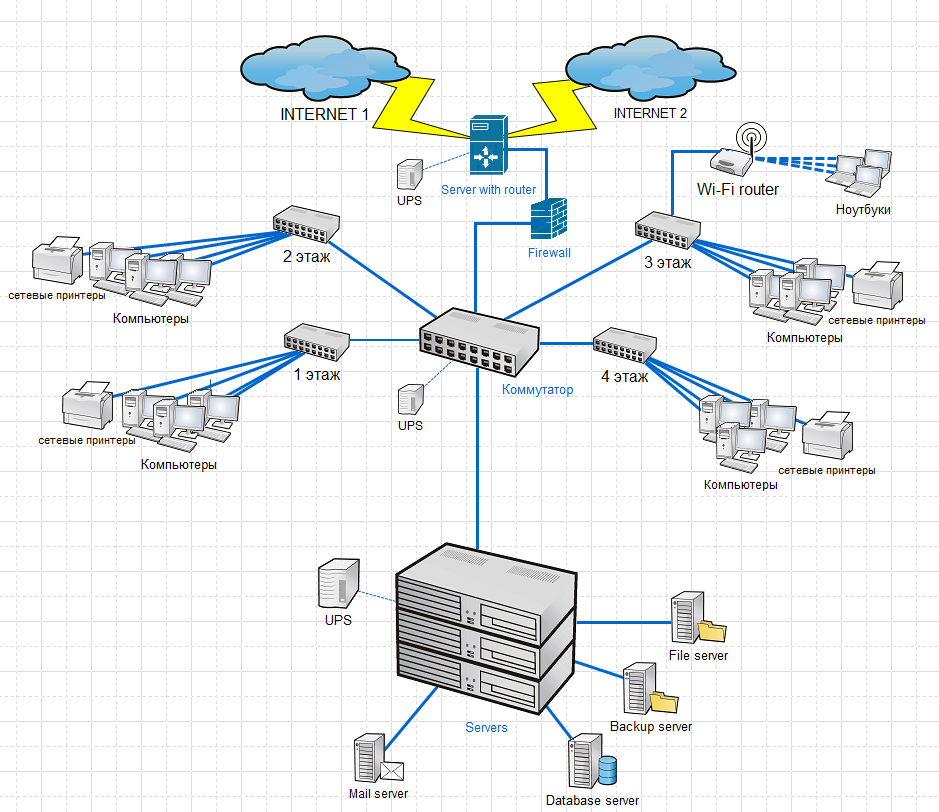 INTERNET 1
INTERNET 2
Server with router
UPS
Wi-Fi router
Ноутбуки
Firewall
2 этаж
3 этаж
сетевые принтеры
Компьютеры
сетевые принтеры
Компьютеры
1 этаж
4 этаж
Коммутатор
UPS
сетевые принтеры
Компьютеры
сетевые принтеры
Компьютеры
UPS
File server
Backup server
Servers
Mail server
Database server